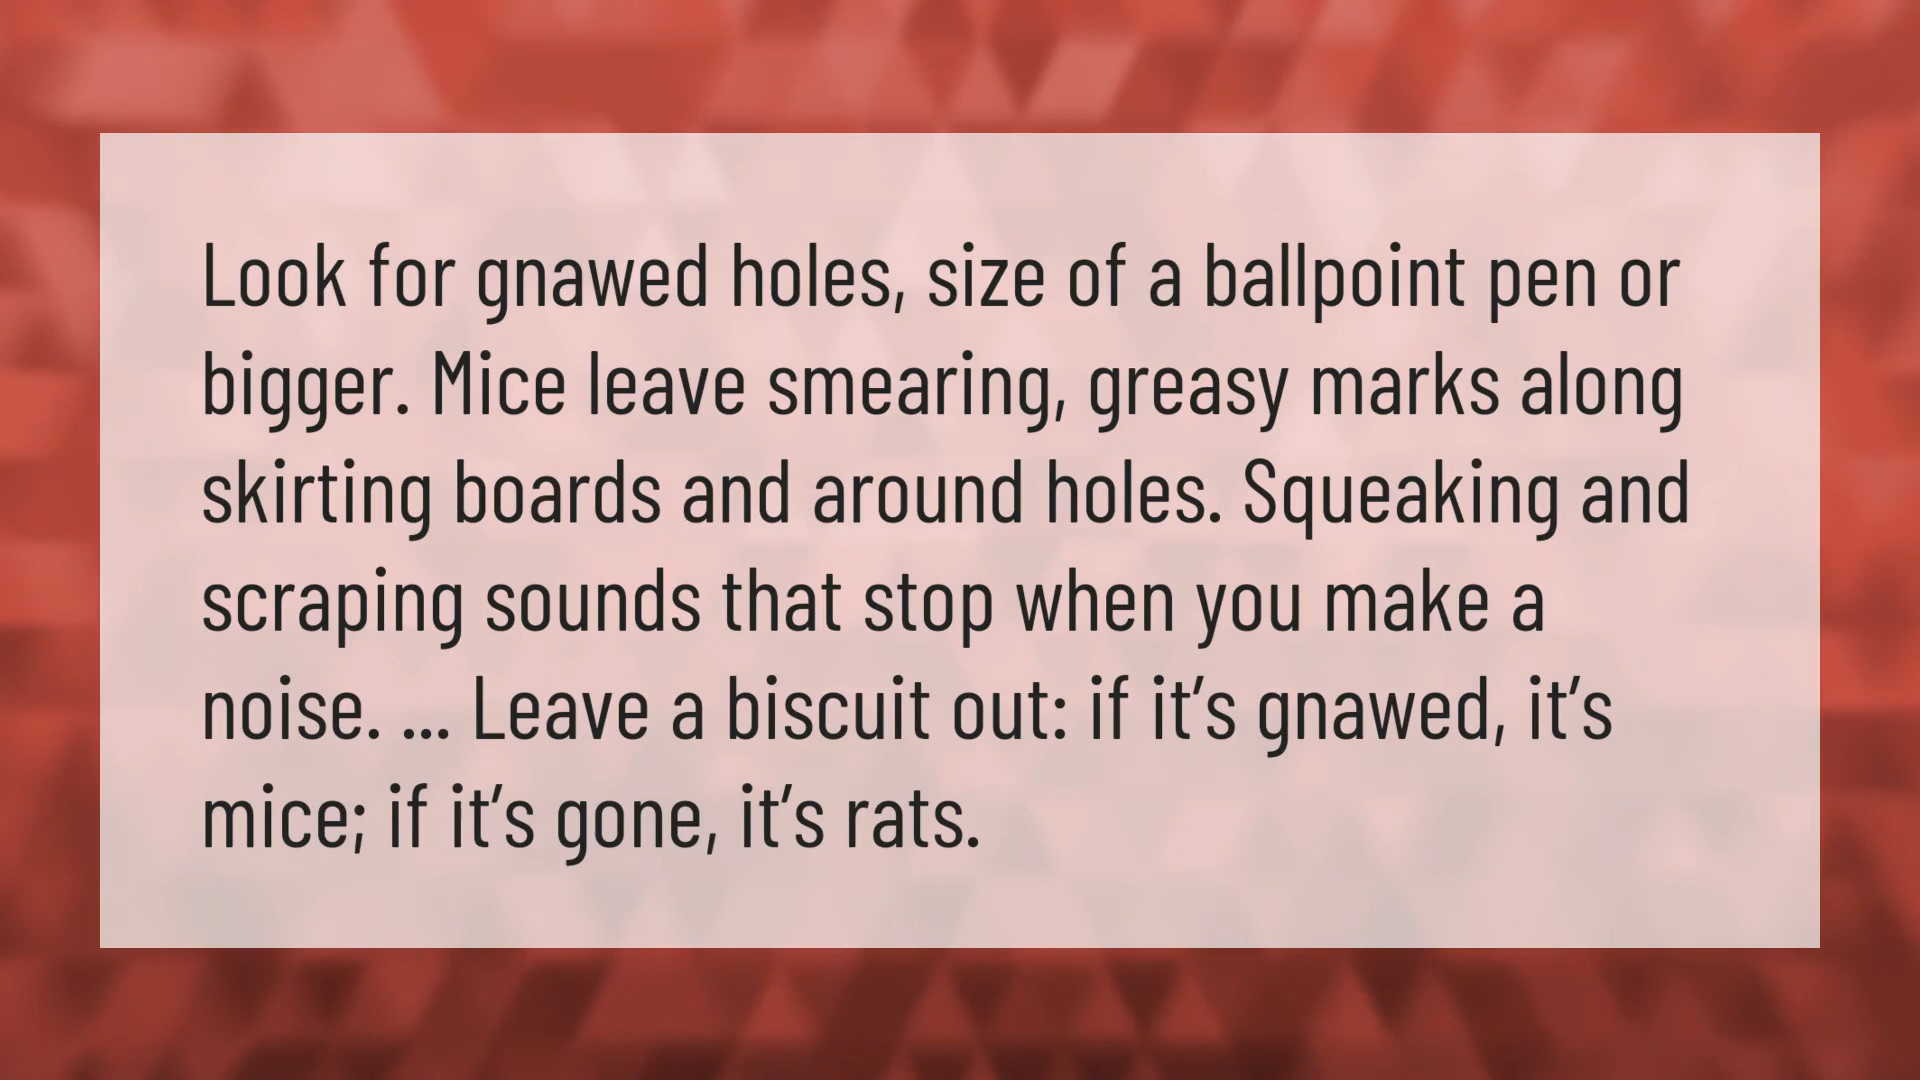 Look for gnawed holes, size of a ballpoint pen or
bigger. Mice leave smearing, greasy marks along
skirting boards and around holes. Squeaking and
scraping sounds that stop when you make a
noise. ... Leave a biscuit out: if it’s gnawed, it’s
mice; if it’s gone, it’s rats.